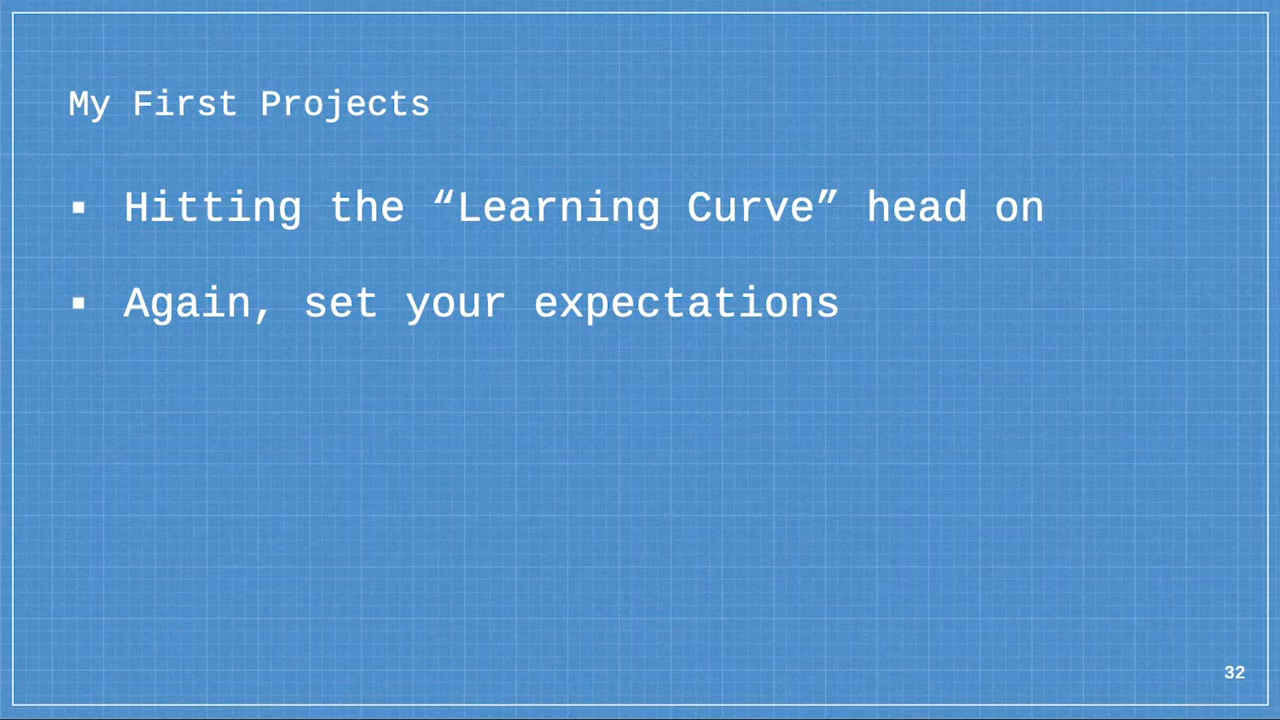 My First Projects
▪ Hitting the “Learning Curve” head on
▪ Again, set your expectations
32